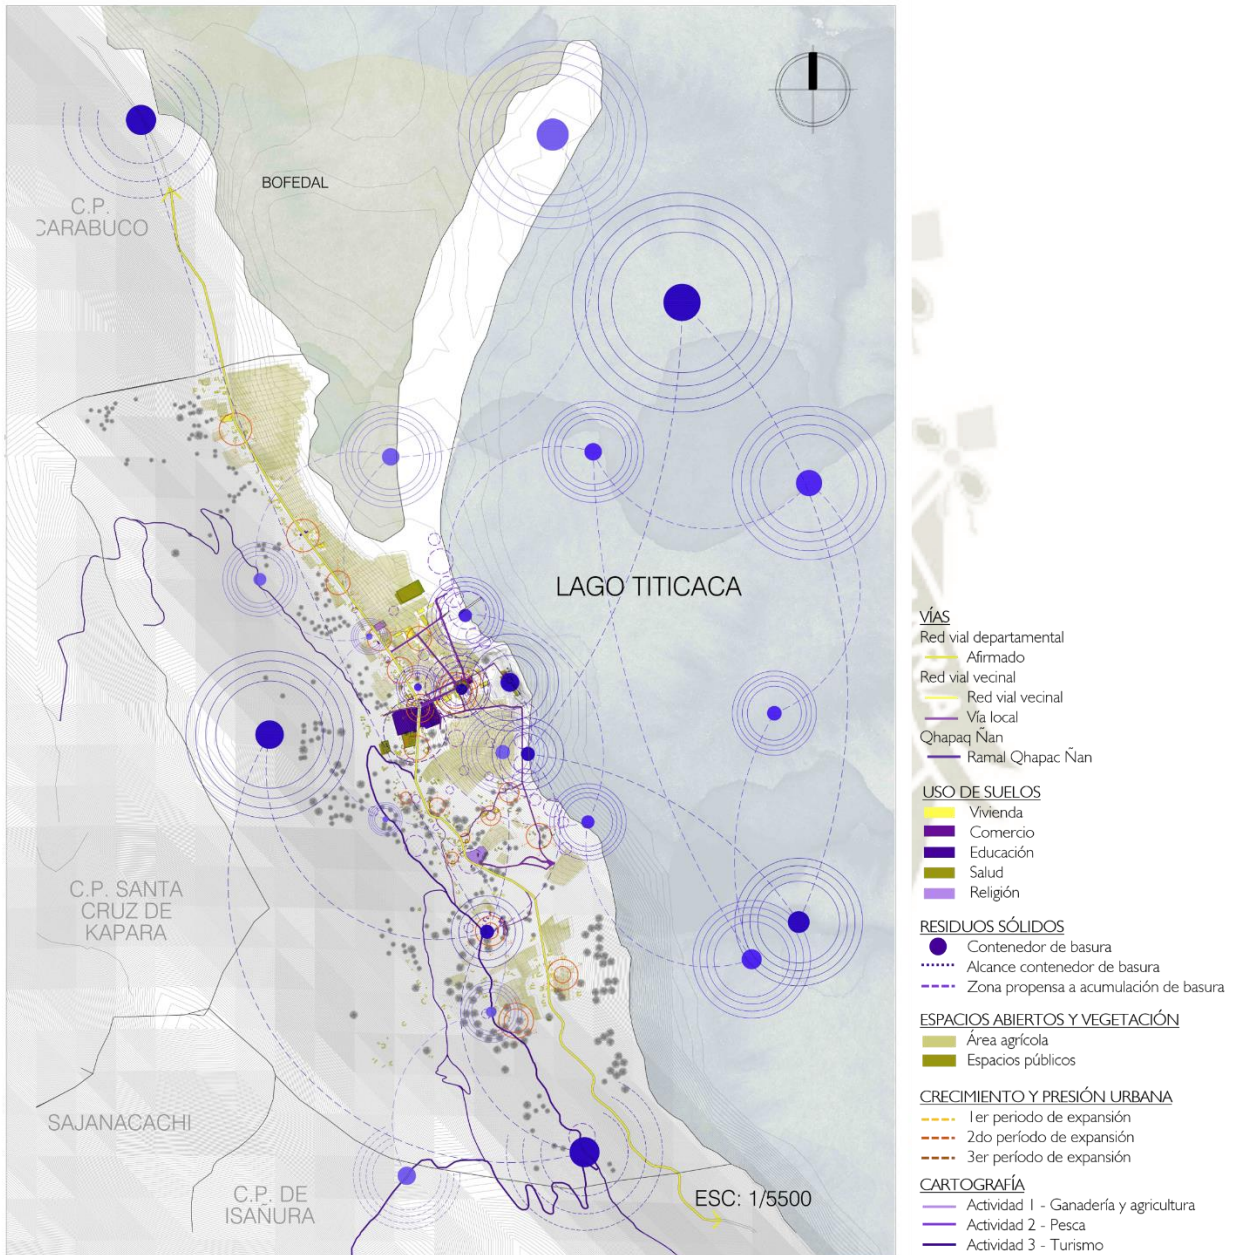 BOFEDAL
C.P.
CARABUCO
LAGO TITICACA
C.P. SANTA
CRUZ DE
KAPARA
SAJANACACHI
C.P. DE
ISAÑURA
ESC: 1/5500
VÍAS
Red vial departamental
Afirmado
Red vial vecinal
Red vial vecinal
Vía local
Qhapaq Ñan
Ramal Qhapac Ñan
USO DE SUELOS
Vivienda
Comercio
Educación
Salud
Religión
RESIDUOS SÓLIDOS
Contenedor de basura
Alcance contenedor de basura
Zona propensa a acumulación de basura
ESPACIOS ABIERTOS Y VEGETACIÓN
Área agrícola
Espacios públicos
CRECIMIENTO Y PRESIÓN URBANA
1er periodo de expansión
2do período de expansión
3er período de expansión
CARTOGRAFÍA
Actividad 1 - Ganadería y agricultura
Actividad 2 - Pesca
Actividad 3 - Turismo